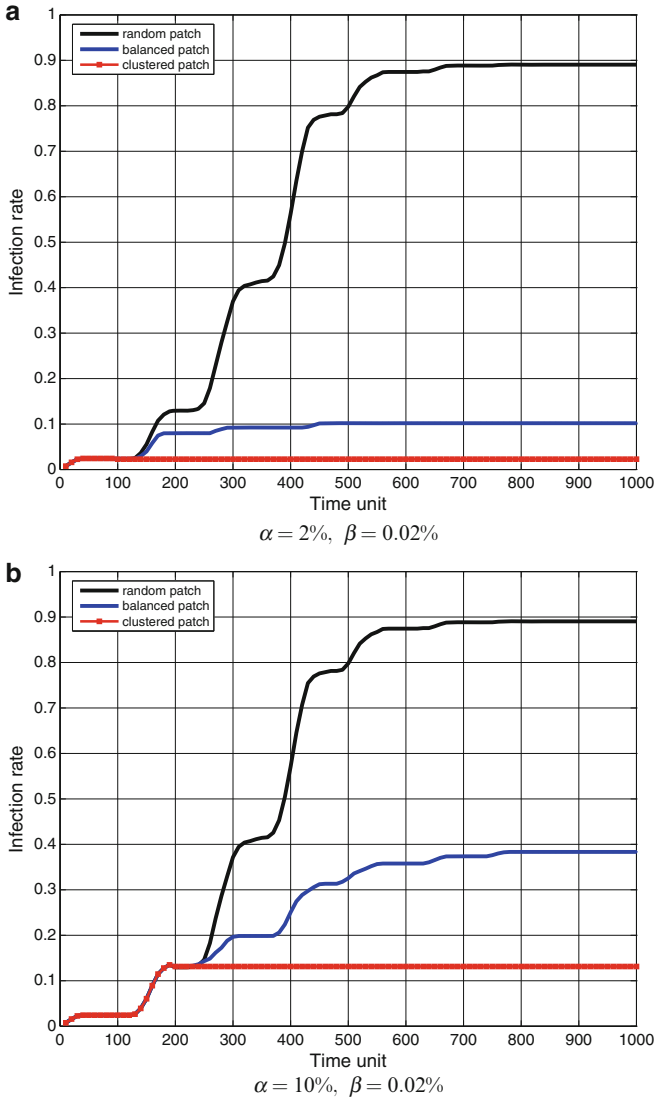 a
random patch
balanced patch
clustered patch
Infection rate
0.9
0.8
0.7
0.6
0.5
0.4
0.3
0.2
0.1
0
0 100 200 300 400 500 600 700 800 900 1000
Time unit
α = 2%, β = 0.02%
b
random patch
balanced patch
clustered patch
Infection rate
1
0.9
0.8
0.7
0.6
0.5
0.4
0.3
0.2
0.1
0
0 100 200 300 400 500 600 700 800 900 1000
Time unit
α = 10%, β = 0.02%